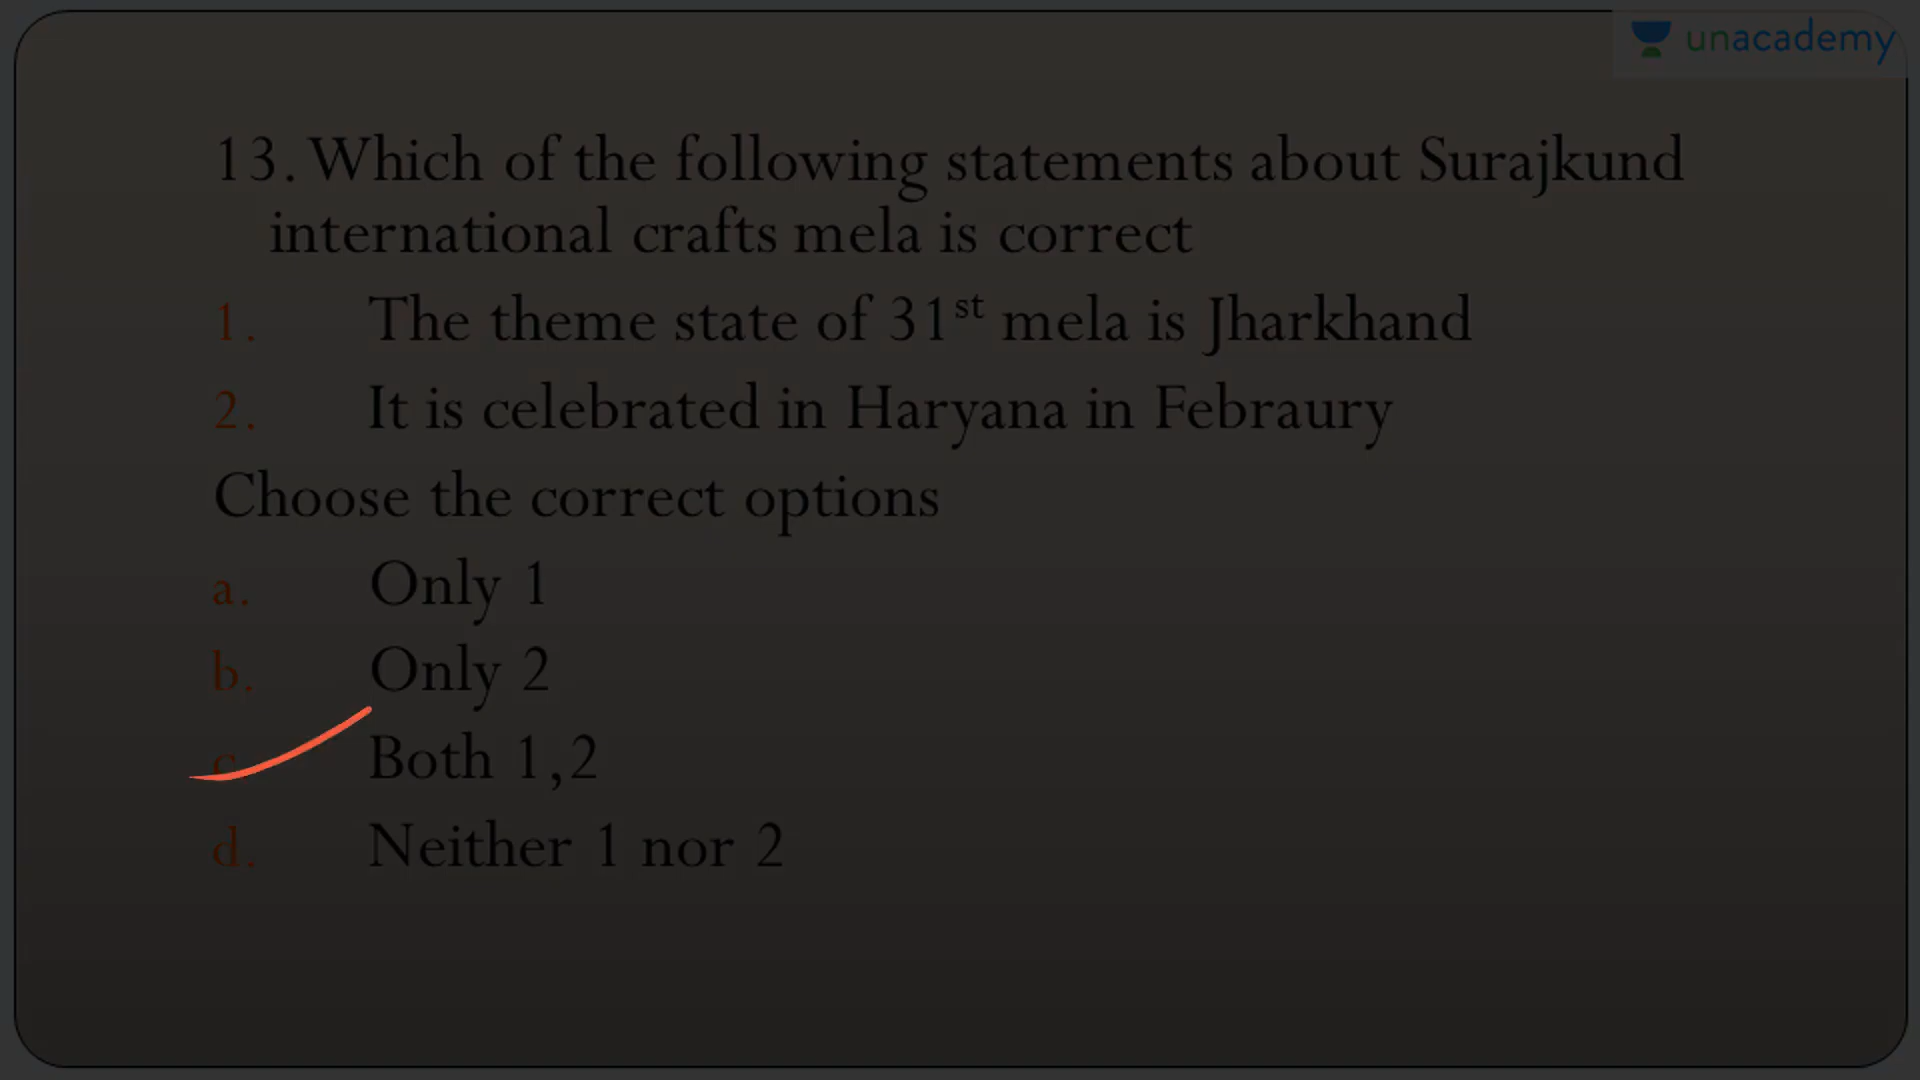 unacademy
13. Which of the following statements about Surajkund
international crafts mela is correct
1. The theme state of 31st mela is Jharkhand
2. It is celebrated in Haryana in Febraury
Choose the correct options
a. Only 1
b. Only 2
c. Both 1,2
d. Neither 1 nor 2